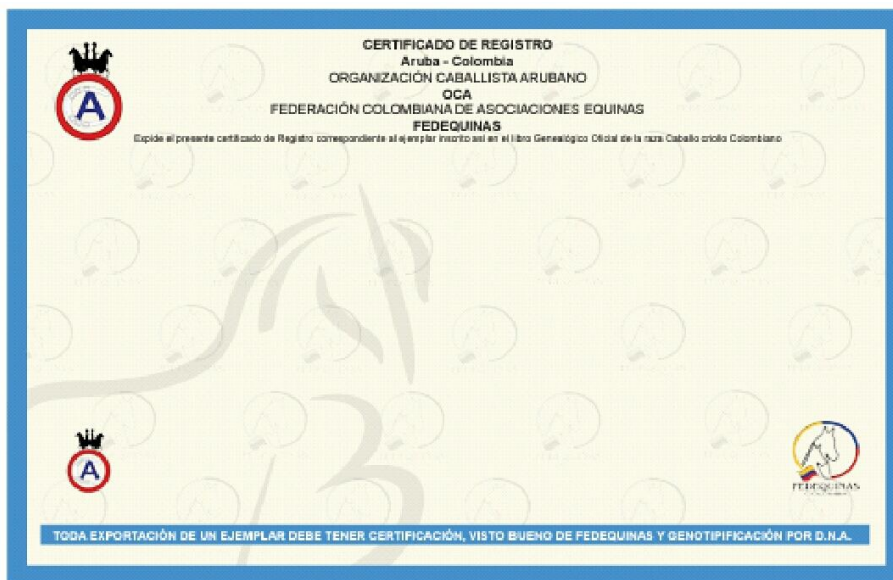 CERTIFICADO DE REGISTRO
Aruba - Colombia
ORGANIZACIÓN CABALLISTA ARUBANO
OCA
FEDERACIÓN COLOMBIANA DE ASOCIACIONES EQUINAS
FEDEQUINAS
Expide el presente certificado de Registro correspondiente al ejemplar inscrito asi en el libro Genealógico Oficial de la raza Caballo criollo Colombiano
A
A
FEDEQUINAS
TODA EXPORTACIÓN DE UN EJEMPLAR DEBE TENER CERTIFICACIÓN, VISTO BUENO DE FEDEQUINAS Y GENOTIPIFICACIÓN POR D.N.A.